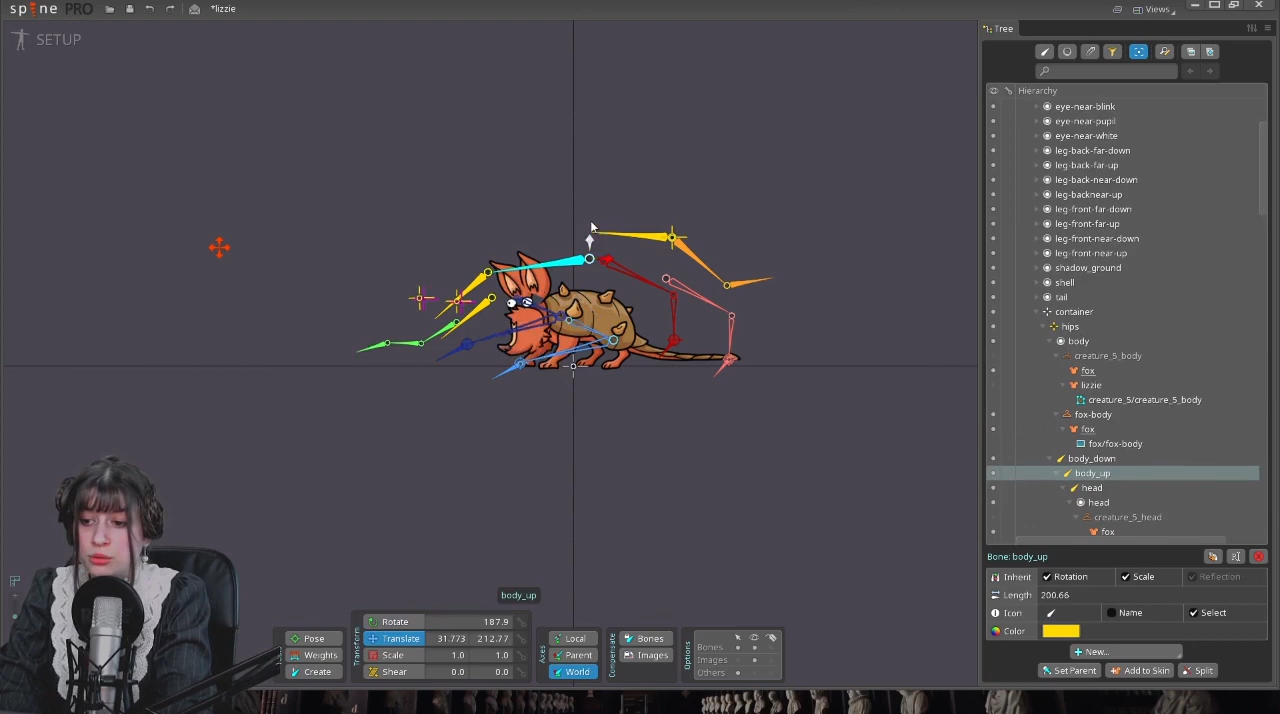 spine PRO
*lizzie
Views
SETUP
Tree
Hierarchy
eye-near-blink
eye-near-pupil
eye-near-white
leg-back-far-down
leg-back-far-up
leg-back-near-down
leg-backnear-up
leg-front-far-down
leg-front-far-up
leg-front-near-down
leg-front-near-up
shadow_ground
shell
tail
container
hips
body
creature_5_body
fox
lizzie
creature_5/creature_5_body
fox-body
fox
fox/fox-body
body_down
body_up
head
head
creature_5_head
fox
Bone: body_up
Inherit Rotation Scale Reflection
Length 200.66
Icon Name Select
Color
New...
Set Parent Add to Skin Split
body_up
Pose
Weights
Create
Transform
Rotate 187.9
Translate 31.773 212.77
Scale 1.0 1.0
Shear 0.0 0.0
Axes
Local
Parent
World
Compensate
Bones
Images
Options
Bones
Images
Others